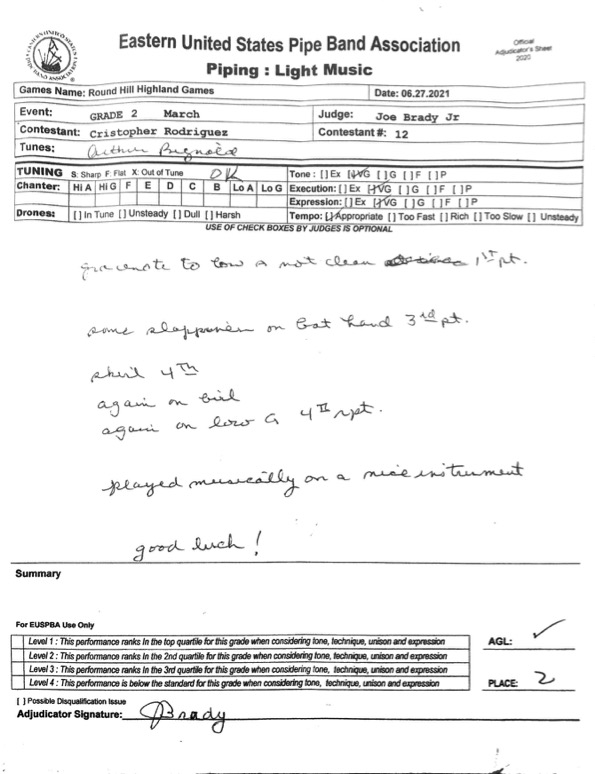 EASTERN UNITED STATES PIPE BAND ASSOCIATION
Eastern United States Pipe Band Association
Official
Adjudicator's Sheet
2020
Piping : Light Music
Games Name: Round Hill Highland Games Date: 06.27.2021
Event: GRADE 2 March Judge: Joe Brady Jr
Contestant: Cristopher Rodriguez Contestant#: 12
Tunes: Arthur Bignold
TUNING S: Sharp F: Flat X: Out of Tune OK Tone : [ ] Ex [✓] VG [ ] G [ ] F [ ] P
Chanter: Hi A Hi G F E D C B Lo A Lo G Execution: [ ] Ex [✓] VG [ ] G [ ] F [ ] P
Expression: [ ] Ex [✓] VG [ ] G [ ] F [ ] P
Drones: [ ] In Tune [ ] Unsteady [ ] Dull [ ] Harsh Tempo: [✓] Appropriate [ ] Too Fast [ ] Rich [ ] Too Slow [ ] Unsteady
USE OF CHECK BOXES BY JUDGES IS OPTIONAL
gracenote to low A not clean 1st pt.
some on bot hand 3rd pt.
skirl 4th
again on birl
again on low G 4th rpt.
played musically on a nice instrument
good luck!
Summary
For EUSPBA Use Only
Level 1 : This performance ranks in the top quartile for this grade when considering tone, technique, unison and expression
Level 2 : This performance ranks in the 2nd quartile for this grade when considering tone, technique, unison and expression
Level 3 : This performance ranks in the 3rd quartile for this grade when considering tone, technique, unison and expression
Level 4 : This performance is below the standard for this grade when considering tone, technique, unison and expression
AGL: ✓
PLACE: 2
[ ] Possible Disqualification Issue
Adjudicator Signature: JBrady